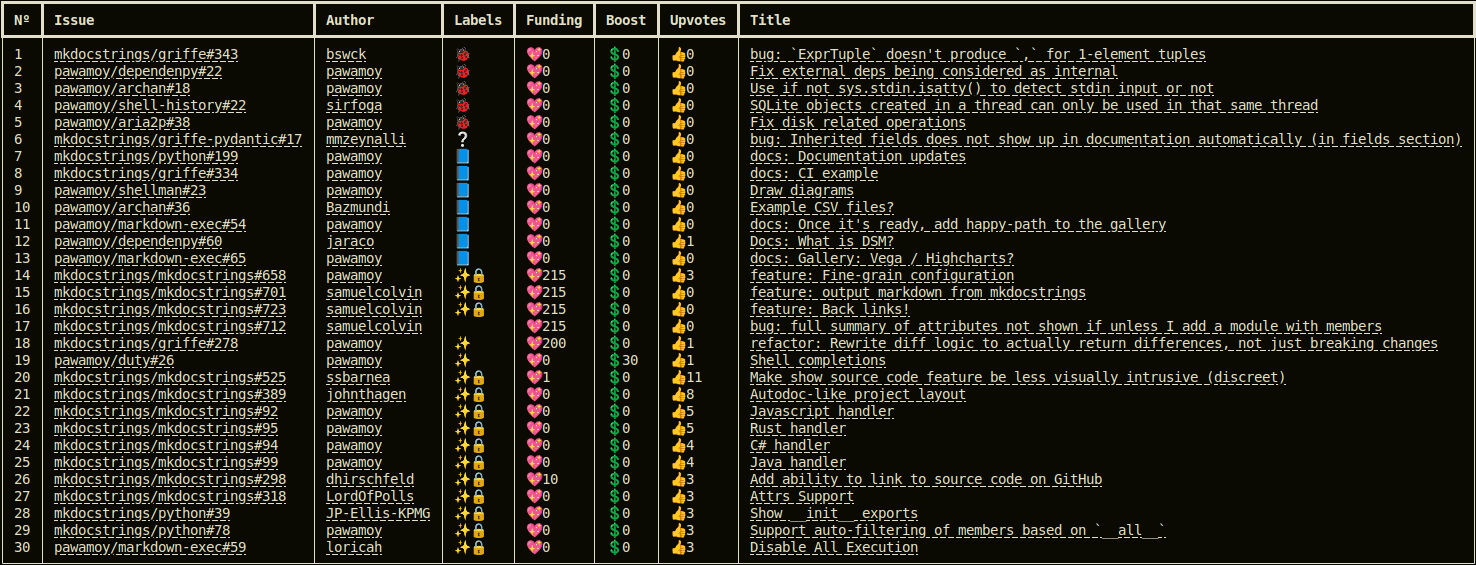 Nº Issue Author Labels Funding Boost Upvotes Title
1 mkdocstrings/griffe#343 bswck 🐞 💖0 💲0 👍0 bug: `ExprTuple` doesn't produce `,` for 1-element tuples
2 pawamoy/dependenpy#22 pawamoy 🐞 💖0 💲0 👍0 Fix external deps being considered as internal
3 pawamoy/archan#18 pawamoy 🐞 💖0 💲0 👍0 Use if not sys.stdin.isatty() to detect stdin input or not
4 pawamoy/shell-history#22 sirfoga 🐞 💖0 💲0 👍0 SQLite objects created in a thread can only be used in that same thread
5 pawamoy/aria2p#38 pawamoy 🐞 💖0 💲0 👍0 Fix disk related operations
6 mkdocstrings/griffe-pydantic#17 mmzeynalli ❔ 💖0 💲0 👍0 bug: Inherited fields does not show up in documentation automatically (in fields section)
7 mkdocstrings/python#199 pawamoy 📘 💖0 💲0 👍0 docs: Documentation updates
8 mkdocstrings/griffe#334 pawamoy 📘 💖0 💲0 👍0 docs: CI example
9 pawamoy/shellman#23 pawamoy 📘 💖0 💲0 👍0 Draw diagrams
10 pawamoy/archan#36 Bazmundi 📘 💖0 💲0 👍0 Example CSV files?
11 pawamoy/markdown-exec#54 pawamoy 📘 💖0 💲0 👍0 docs: Once it's ready, add happy-path to the gallery
12 pawamoy/dependenpy#60 jaraco 📘 💖0 💲0 👍1 Docs: What is DSM?
13 pawamoy/markdown-exec#65 pawamoy 📘 💖0 💲0 👍0 docs: Gallery: Vega / Highcharts?
14 mkdocstrings/mkdocstrings#658 pawamoy ✨🔒 💖215 💲0 👍3 feature: Fine-grain configuration
15 mkdocstrings/mkdocstrings#701 samuelcolvin ✨🔒 💖215 💲0 👍0 feature: output markdown from mkdocstrings
16 mkdocstrings/mkdocstrings#723 samuelcolvin ✨🔒 💖215 💲0 👍0 feature: Back links!
17 mkdocstrings/mkdocstrings#712 samuelcolvin 💖215 💲0 👍0 bug: full summary of attributes not shown if unless I add a module with members
18 mkdocstrings/griffe#278 pawamoy ✨ 💖200 💲0 👍1 refactor: Rewrite diff logic to actually return differences, not just breaking changes
19 pawamoy/duty#26 pawamoy ✨ 💖0 💲30 👍1 Shell completions
20 mkdocstrings/mkdocstrings#525 ssbarnea ✨🔒 💖1 💲0 👍11 Make show source code feature be less visually intrusive (discreet)
21 mkdocstrings/mkdocstrings#389 johnthagen ✨🔒 💖0 💲0 👍8 Autodoc-like project layout
22 mkdocstrings/mkdocstrings#92 pawamoy ✨🔒 💖0 💲0 👍5 Javascript handler
23 mkdocstrings/mkdocstrings#95 pawamoy ✨🔒 💖0 💲0 👍5 Rust handler
24 mkdocstrings/mkdocstrings#94 pawamoy ✨🔒 💖0 💲0 👍4 C# handler
25 mkdocstrings/mkdocstrings#99 pawamoy ✨🔒 💖0 💲0 👍4 Java handler
26 mkdocstrings/mkdocstrings#298 dhirschfeld ✨🔒 💖10 💲0 👍3 Add ability to link to source code on GitHub
27 mkdocstrings/mkdocstrings#318 LordOfPolls ✨🔒 💖0 💲0 👍3 Attrs Support
28 mkdocstrings/python#39 JP-Ellis-KPMG ✨🔒 💖0 💲0 👍3 Show __init__ exports
29 mkdocstrings/python#78 pawamoy ✨🔒 💖0 💲0 👍3 Support auto-filtering of members based on `__all__`
30 pawamoy/markdown-exec#59 loricah ✨🔒 💖0 💲0 👍3 Disable All Execution